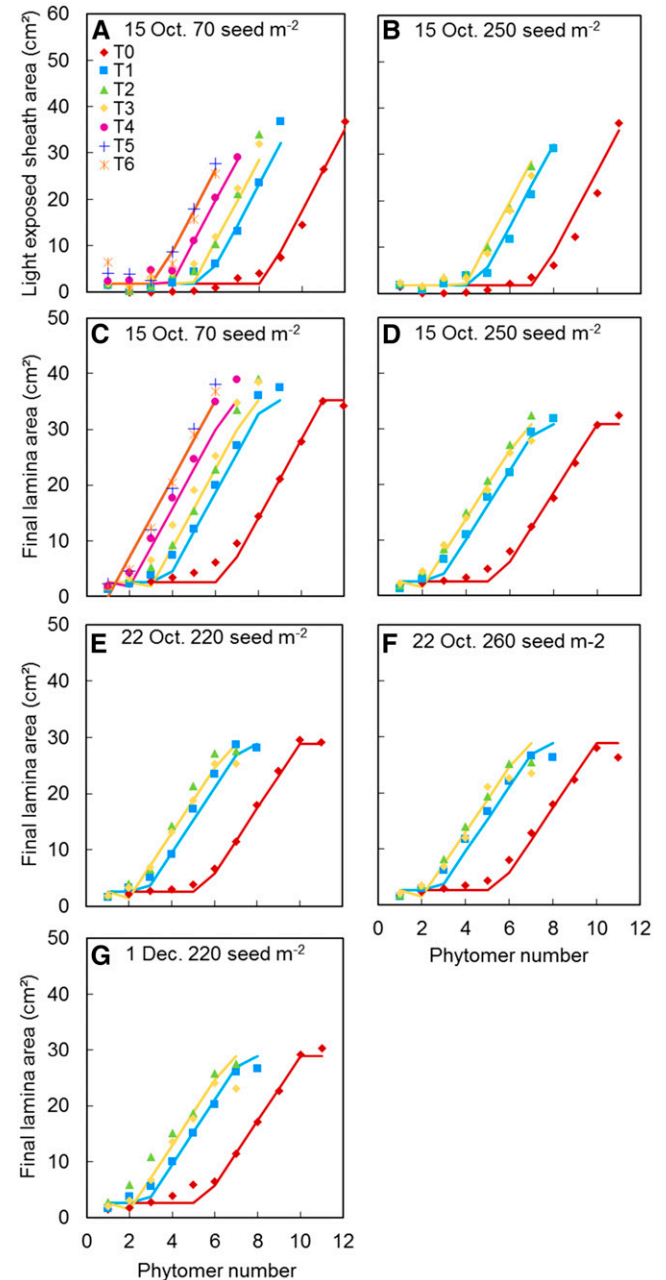 A 15 Oct. 70 seed m-2
B 15 Oct. 250 seed m-2
T0
T1
T2
T3
T4
T5
T6
Light exposed sheath area (cm²)
60
50
40
30
20
10
0
C 15 Oct. 70 seed m-2
D 15 Oct. 250 seed m-2
Final lamina area (cm²)
50
40
30
20
10
0
E 22 Oct. 220 seed m-2
F 22 Oct. 260 seed m-2
Final lamina area (cm²)
50
40
30
20
10
0
0 2 4 6 8 10 12
Phytomer number
G 1 Dec. 220 seed m-2
Final lamina area (cm²)
50
40
30
20
10
0
0 2 4 6 8 10 12
Phytomer number